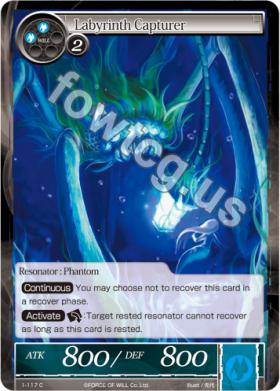 Labyrinth Capturer
WILL
2
fowtcg.us
Resonator : Phantom
Continuous You may choose not to recover this card in
a recover phase.
Activate : Target rested resonator cannot recover
as long as this card is rested.
ATK 800/ DEF 800
1-117 C ©FORCE OF WILL Co.,Ltd. Illust /